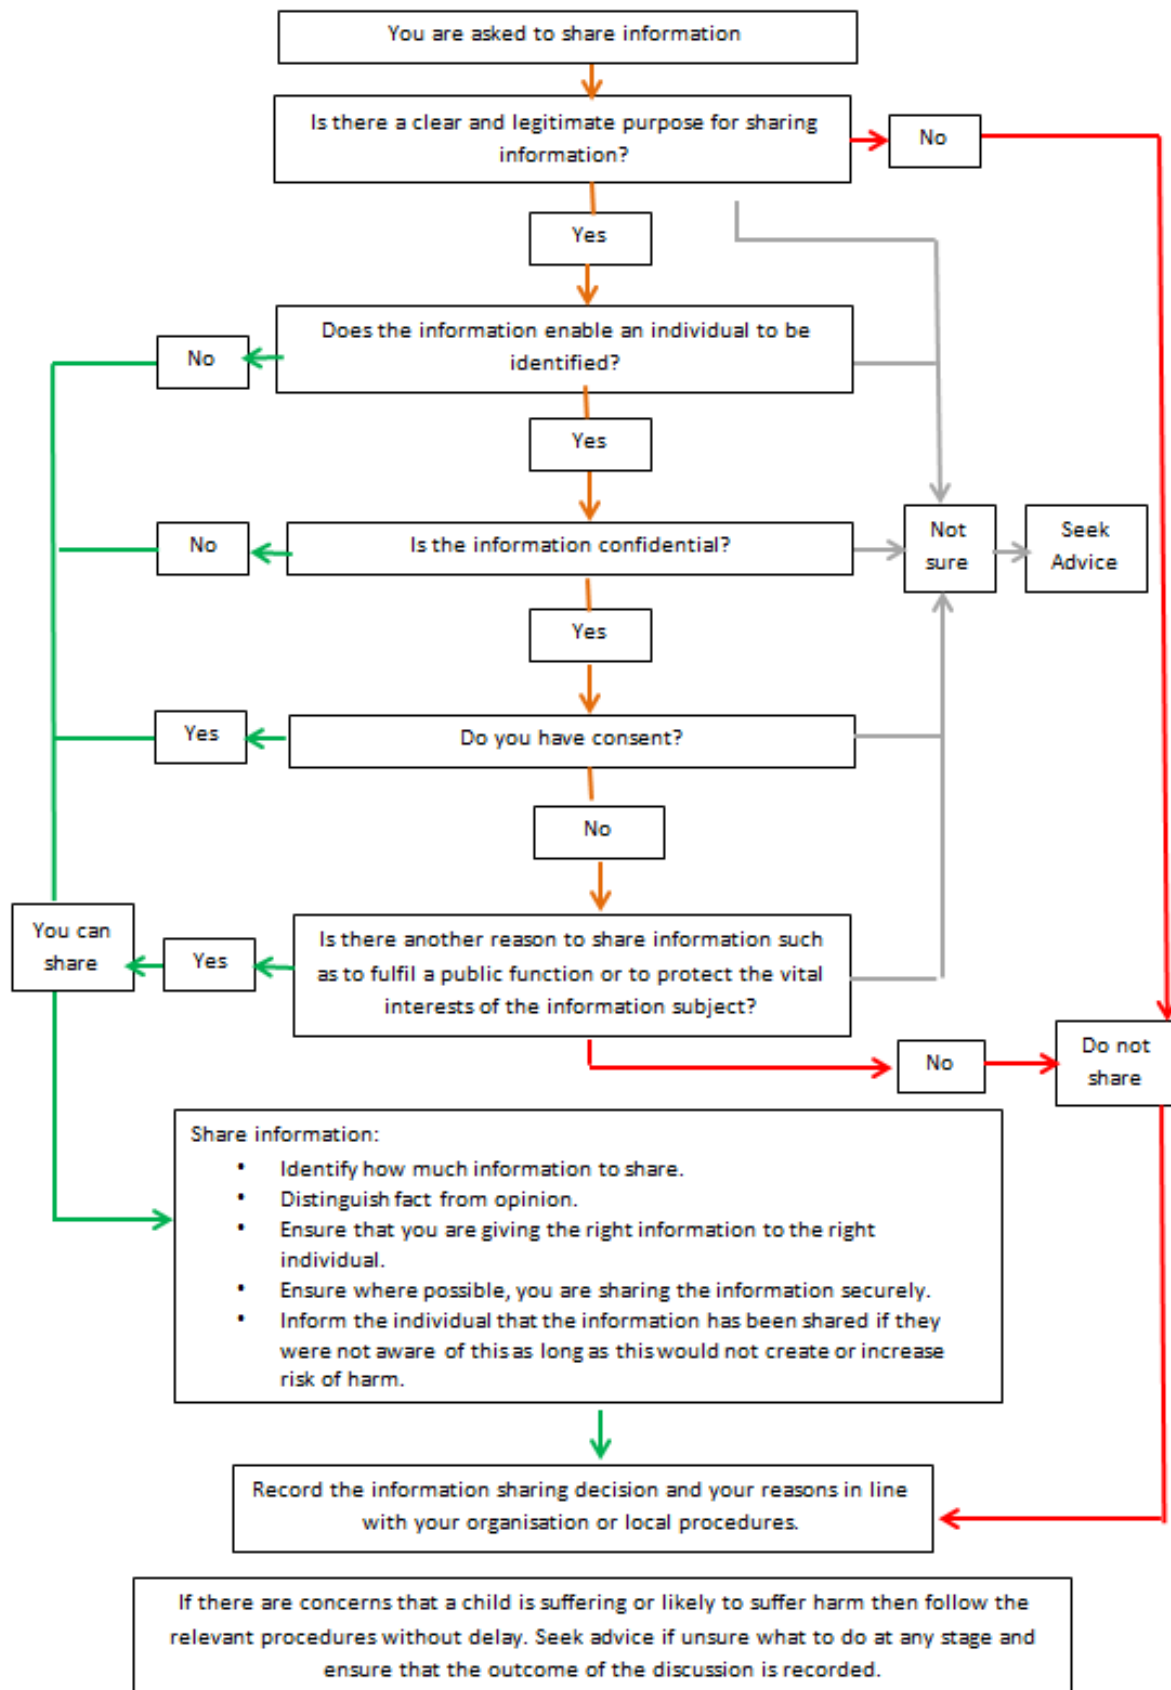 You are asked to share information
Is there a clear and legitimate purpose for sharing
information?
No
Yes
Does the information enable an individual to be
identified?
No
Yes
Is the information confidential?
No
Not
sure
Seek
Advice
Yes
Do you have consent?
Yes
No
Is there another reason to share information such
as to fulfil a public function or to protect the vital
interests of the information subject?
Yes
You can
share
No
Do not
share
Share information:
• Identify how much information to share.
• Distinguish fact from opinion.
• Ensure that you are giving the right information to the right
individual.
• Ensure where possible, you are sharing the information securely.
• Inform the individual that the information has been shared if they
were not aware of this as long as this would not create or increase
risk of harm.
Record the information sharing decision and your reasons in line
with your organisation or local procedures.
If there are concerns that a child is suffering or likely to suffer harm then follow the
relevant procedures without delay. Seek advice if unsure what to do at any stage and
ensure that the outcome of the discussion is recorded.